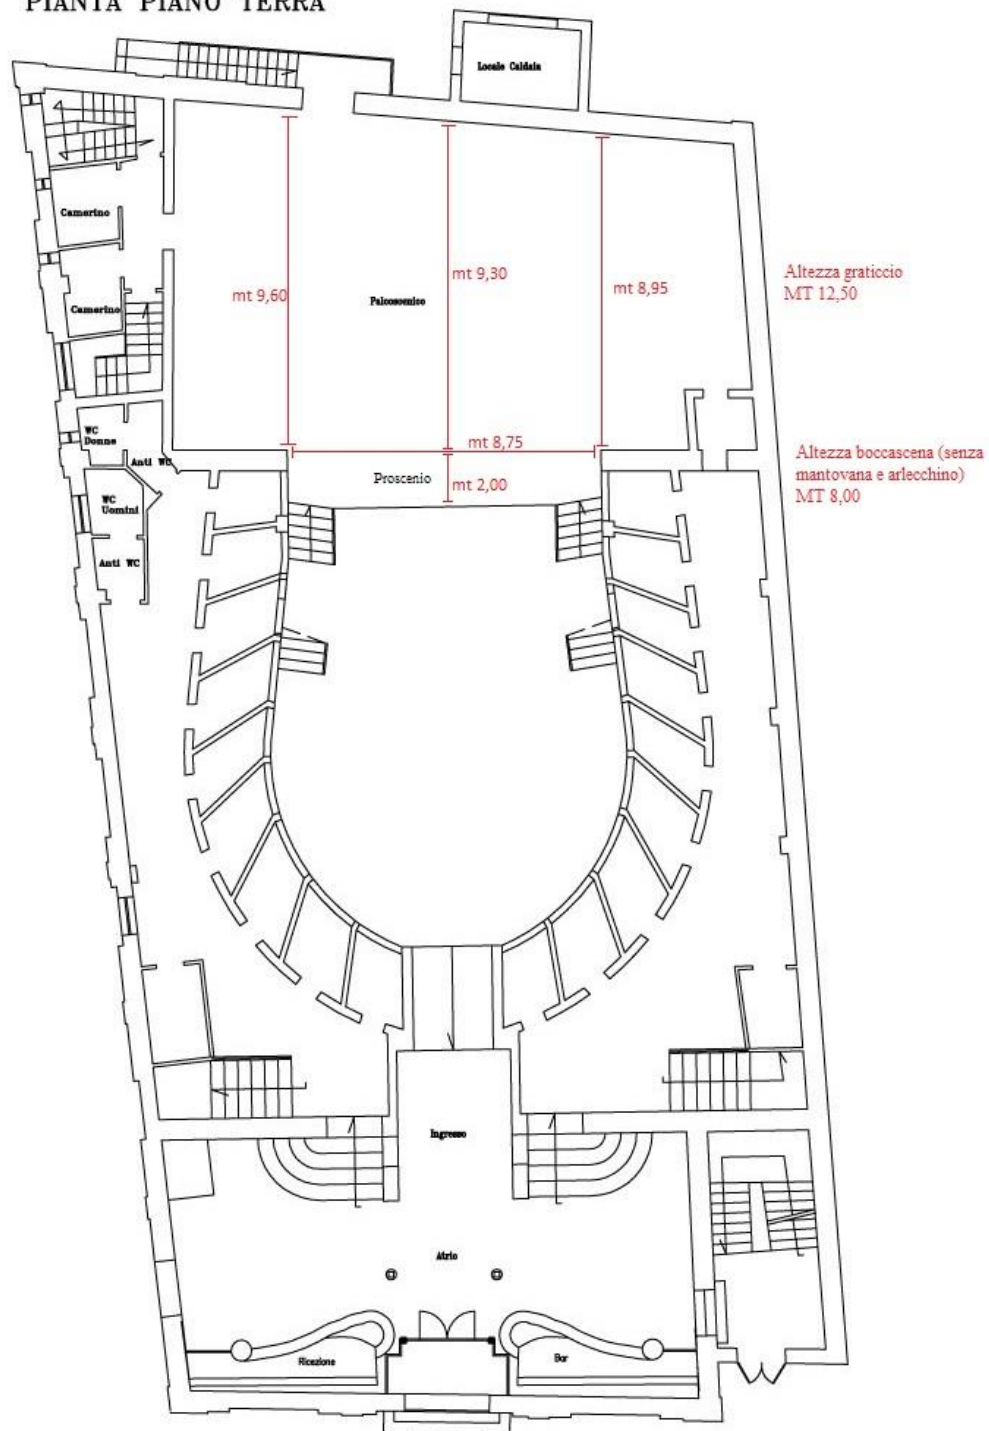 PIANTA PIANO TERRA
Locale Caldaia
Camerino
mt 9,60
mt 9,30
mt 8,95
Altezza graticcio
MT 12,50
Palcoscenico
Camerino
WC
Donne
Anti WC
mt 8,75
Proscenio
mt 2,00
Altezza boccascena (senza
mantovana e arlecchino)
MT 8,00
WC
Uomini
Anti WC
Ingresso
Atrio
Ricezione
Bar